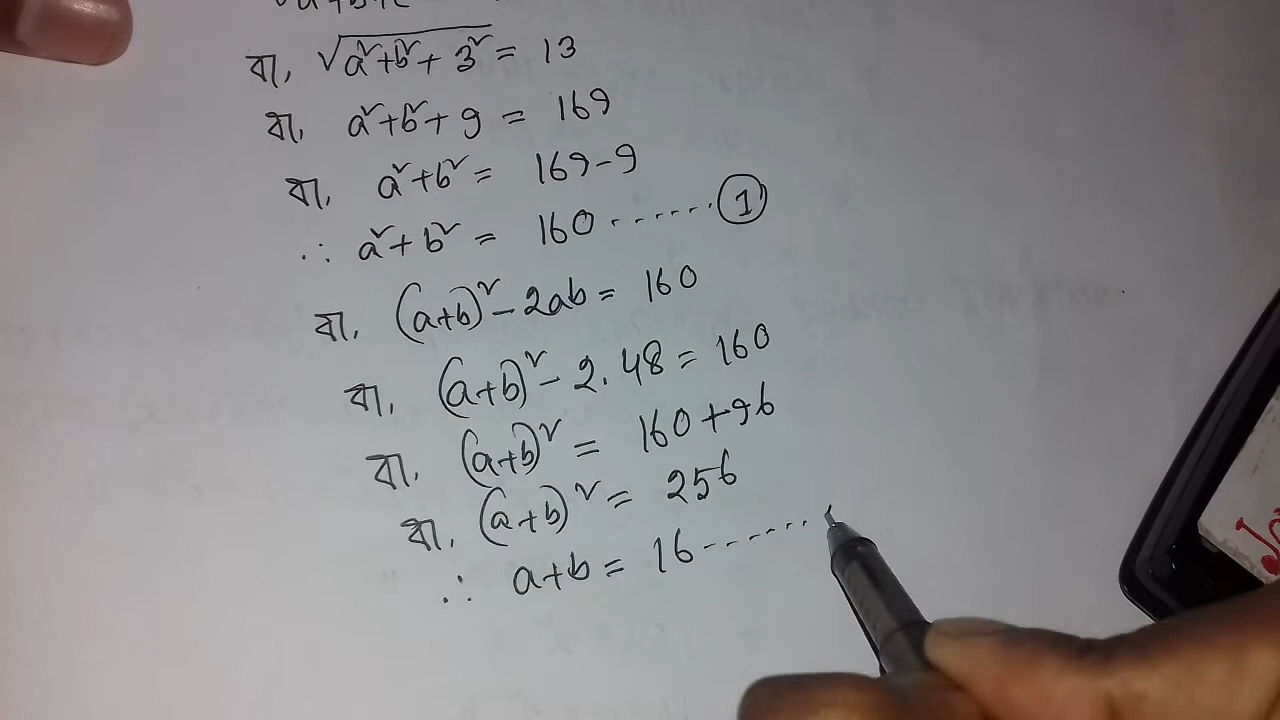 বা, √a²+b²+3² = 13
বা, a²+b²+9 = 169
বা, a²+b² = 169-9
∴ a²+b² = 160 ....... ①
বা, (a+b)²-2ab = 160
বা, (a+b)²-2.48 = 160
বা, (a+b)² = 160+96
বা, (a+b)² = 256
∴ a+b = 16 .......